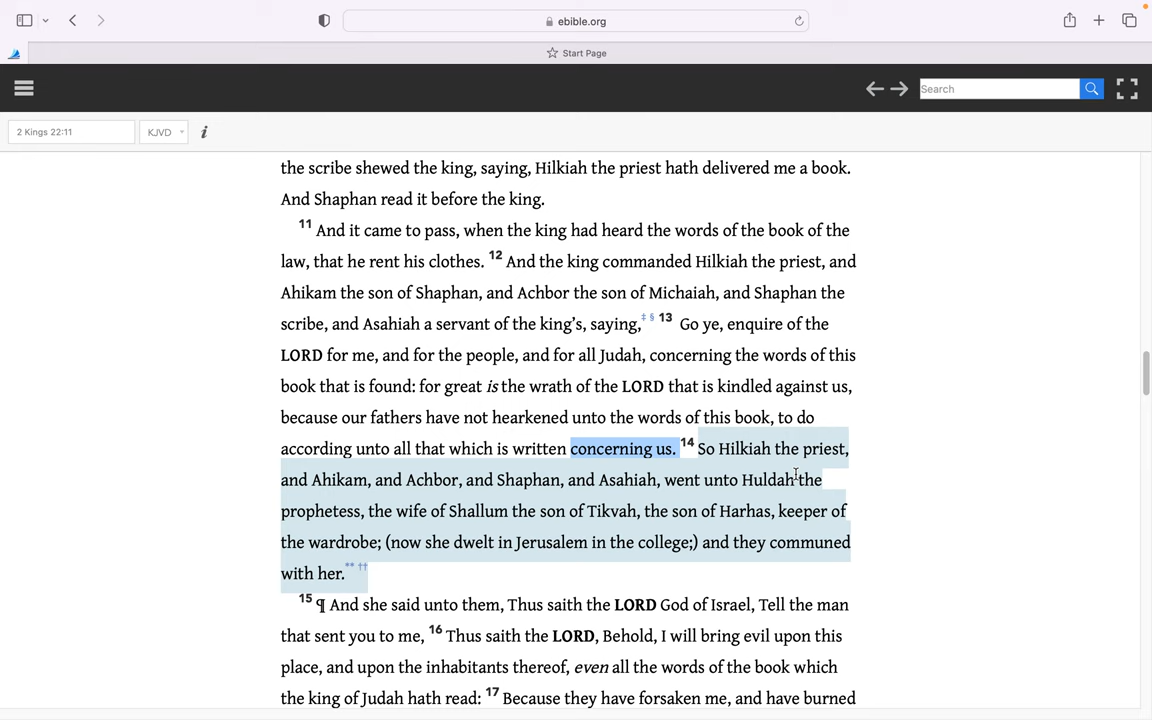 ebible.org
Start Page
Search
2 Kings 22:11
KJVD
i
the scribe shewed the king, saying, Hilkiah the priest hath delivered me a book.
And Shaphan read it before the king.
11 And it came to pass, when the king had heard the words of the book of the
law, that he rent his clothes. 12 And the king commanded Hilkiah the priest, and
Ahikam the son of Shaphan, and Achbor the son of Michaiah, and Shaphan the
scribe, and Asahiah a servant of the king’s, saying,‡ § 13 Go ye, enquire of the
LORD for me, and for the people, and for all Judah, concerning the words of this
book that is found: for great is the wrath of the LORD that is kindled against us,
because our fathers have not hearkened unto the words of this book, to do
according unto all that which is written concerning us. 14 So Hilkiah the priest,
and Ahikam, and Achbor, and Shaphan, and Asahiah, went unto Huldah the
prophetess, the wife of Shallum the son of Tikvah, the son of Harhas, keeper of
the wardrobe; (now she dwelt in Jerusalem in the college;) and they communed
with her.** ††
15 ¶ And she said unto them, Thus saith the LORD God of Israel, Tell the man
that sent you to me, 16 Thus saith the LORD, Behold, I will bring evil upon this
place, and upon the inhabitants thereof, even all the words of the book which
the king of Judah hath read: 17 Because they have forsaken me, and have burned